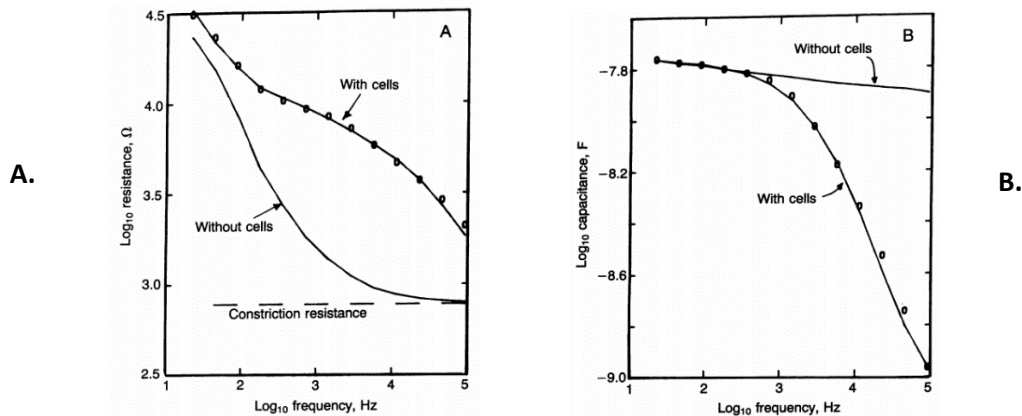 A.
A
4.5
4.0
3.5
3.0
2.5
Log₁₀ resistance, Ω
With cells
Without cells
Constriction resistance
1
2
3
4
5
Log₁₀ frequency, Hz
B.
B
-7.8
-8.2
-8.6
-9.0
Log₁₀ capacitance, F
Without cells
With cells
1
2
3
4
5
Log₁₀ frequency, Hz